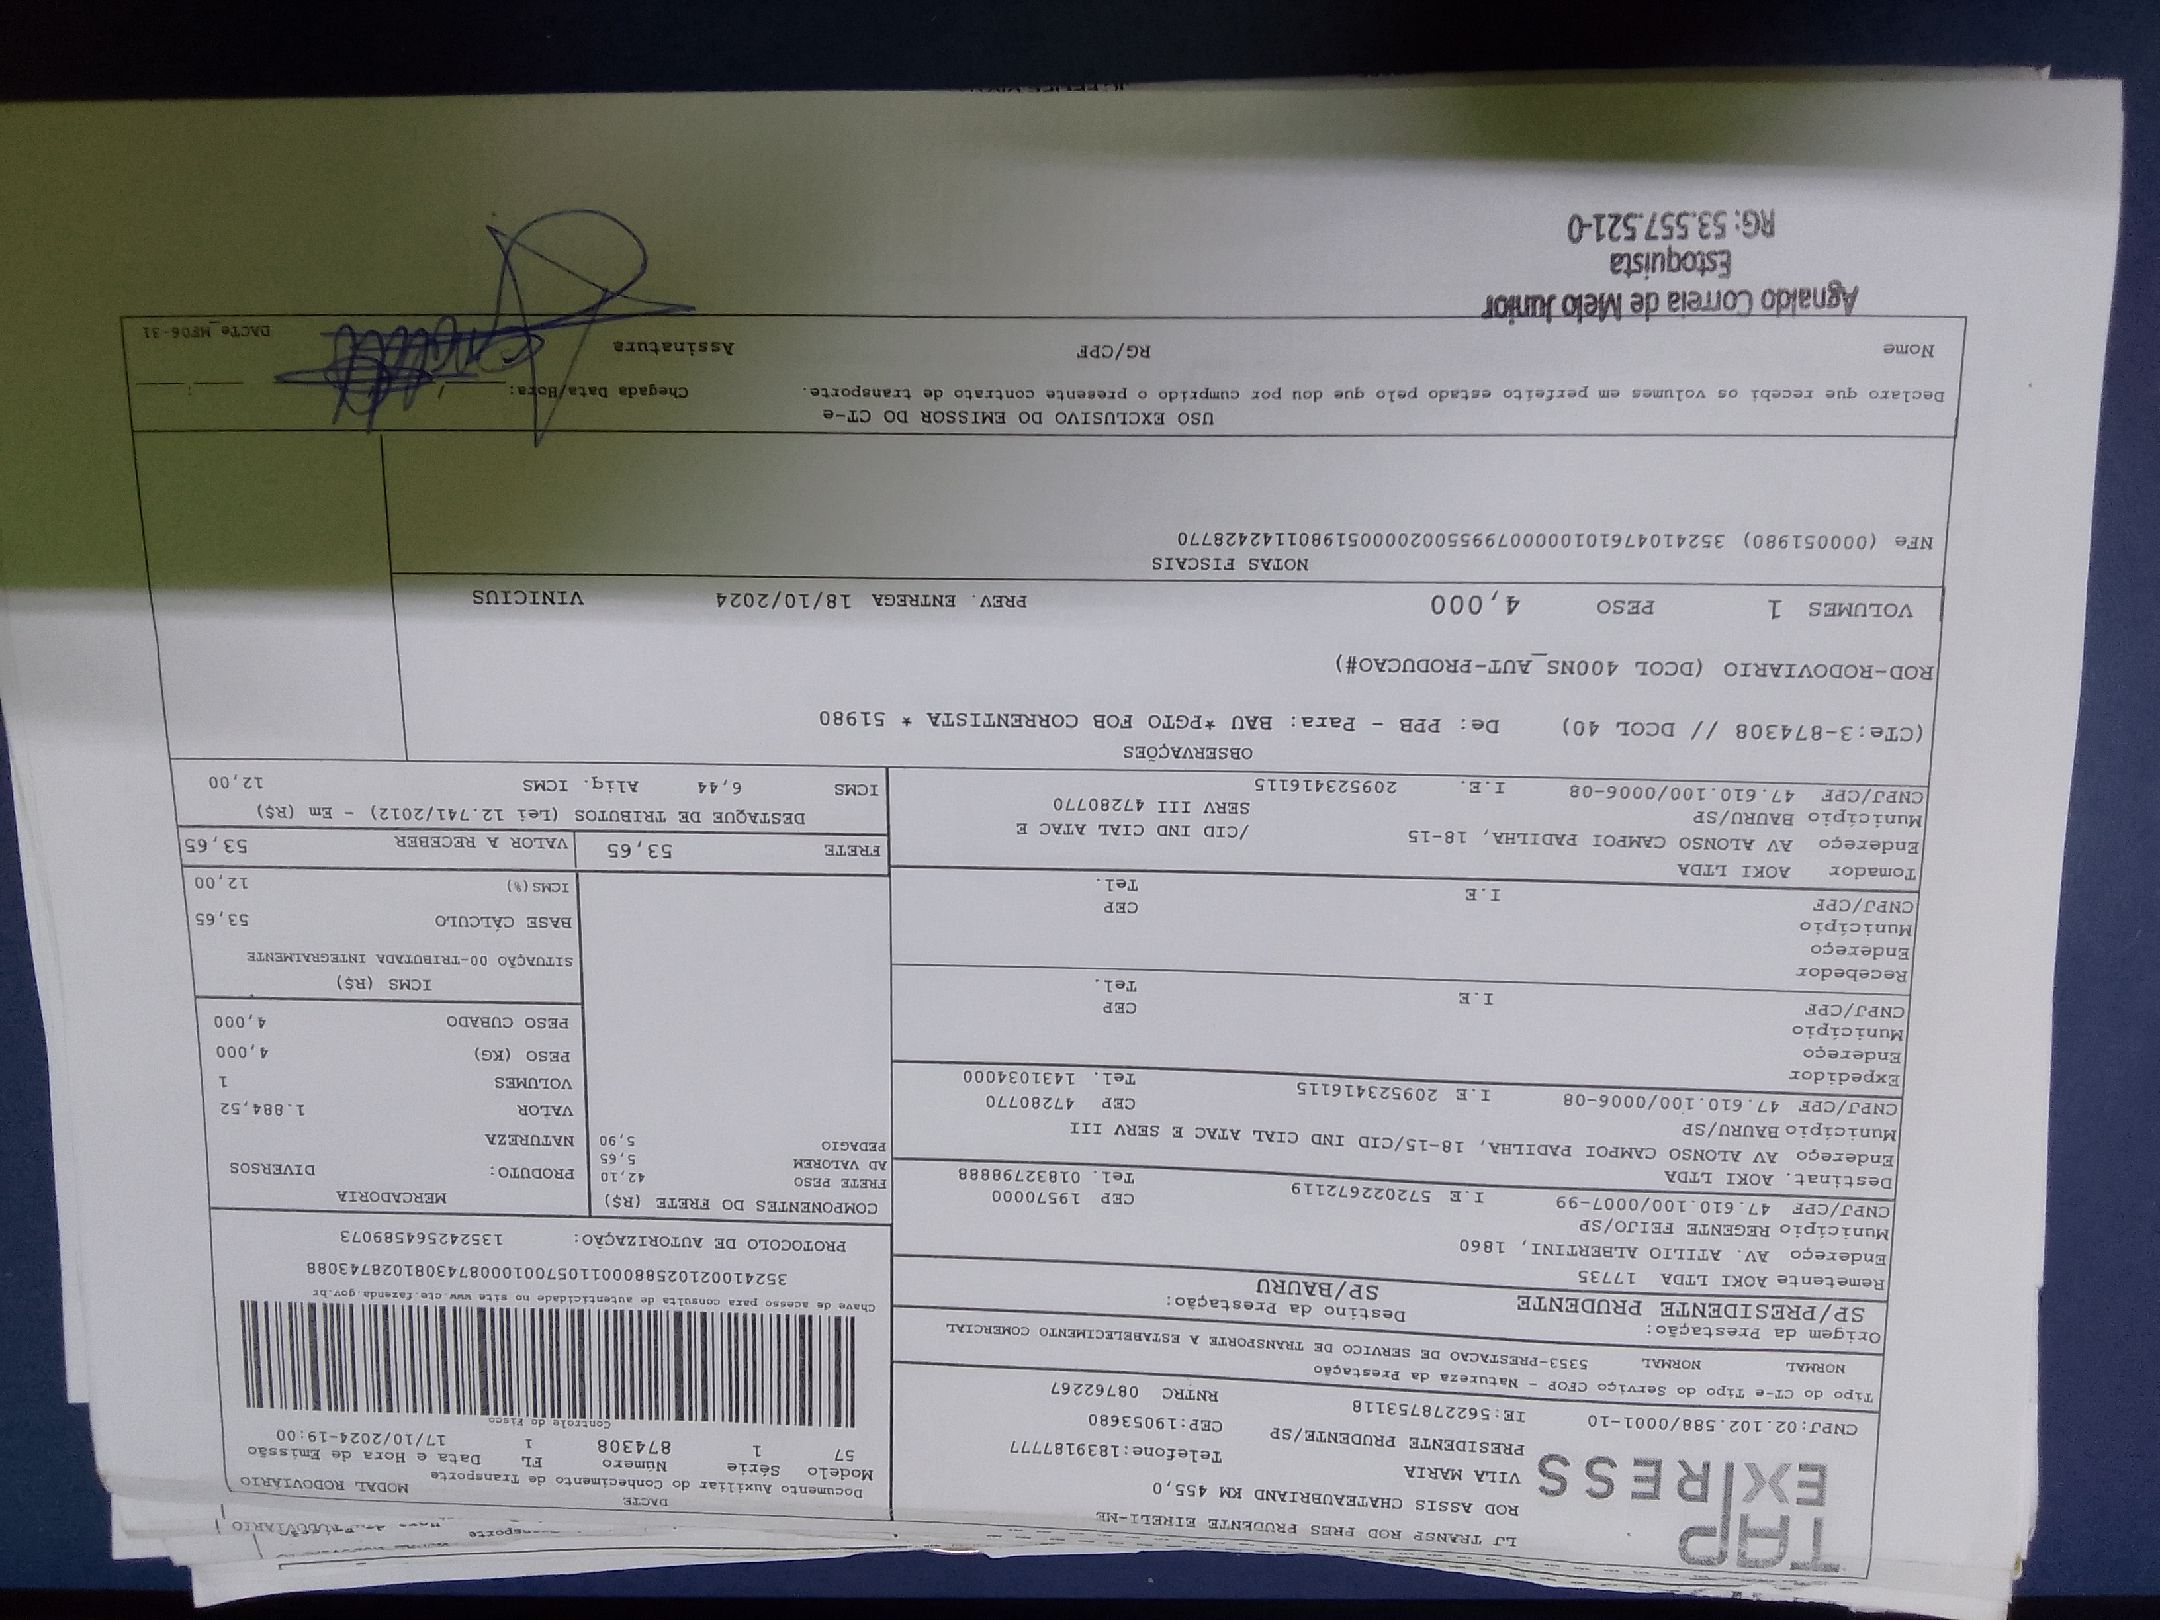 TAP
EXPRESS
LJ TRANSP ROD PRES PRUDENTE EIRELI-ME
ROD ASSIS CHATEAUBRIAND KM 455,0
VILA MARIA Telefone:1839187777
PRESIDENTE PRUDENTE/SP CEP:19053680
CNPJ:02.102.588/0001-10 IE:562278753118 RNTRC 08762267
Tipo do CT-e Tipo do Serviço CFOP - Natureza da Prestação
NORMAL NORMAL 5353-PRESTACAO DE SERVICO DE TRANSPORTE A ESTABELECIMENTO COMERCIAL
Origem da Prestação: Destino da Prestação:
SP/PRESIDENTE PRUDENTE SP/BAURU
DACTE
Documento Auxiliar do Conhecimento de Transporte MODAL RODOVIÁRIO
Modelo Série Número FL Data e Hora de Emissão
57 1 874308 1 17/10/2024-19:00
Controle do Fisco
Chave de acesso para consulta de autenticidade no site www.cte.fazenda.gov.br
35241002102588000110570010008743081028743088
PROTOCOLO DE AUTORIZAÇÃO: 135242564589073
Remetente AOKI LTDA 17735
Endereço AV. ATILIO ALBERTINI, 1860
Município REGENTE FEIJO/SP CEP 19570000
CNPJ/CPF 47.610.100/0007-99 I.E 572022672119 Tel. 01832798888
Destinat. AOKI LTDA
Endereço AV ALONSO CAMPOI PADILHA, 18-15/CID IND CIAL ATAC E SERV III
Município BAURU/SP CEP 47280770
CNPJ/CPF 47.610.100/0006-08 I.E 209523416115 Tel. 1431034000
Expedidor
Endereço
Município CEP
CNPJ/CPF I.E Tel.
Recebedor
Endereço
Município CEP
CNPJ/CPF I.E Tel.
Tomador AOKI LTDA
Endereço AV ALONSO CAMPOI PADILHA, 18-15 /CID IND CIAL ATAC E
Município BAURU/SP SERV III 47280770
CNPJ/CPF 47.610.100/0006-08 I.E. 209523416115
COMPONENTES DO FRETE (R$)
FRETE PESO 42,10
AD VALOREM 5,65
PEDAGIO 5,90
MERCADORIA
PRODUTO: DIVERSOS
NATUREZA
VALOR 1.884,52
VOLUMES 1
PESO (KG) 4,000
PESO CUBADO 4,000
ICMS (R$)
SITUAÇÃO 00-TRIBUTADA INTEGRALMENTE
BASE CÁLCULO 53,65
ICMS(%) 12,00
FRETE 53,65 VALOR A RECEBER 53,65
DESTAQUE DE TRIBUTOS (Lei 12.741/2012) - Em (R$)
ICMS 6,44 Aliq. ICMS 12,00
OBSERVAÇÕES
(CTe:3-874308 // DCOL 40) De: PPB - Para: BAU *PGTO FOB CORRENTISTA * 51980
ROD-RODOVIARIO (DCOL 400NS_AUT-PRODUCAO#)
VOLUMES 1 PESO 4,000 PREV. ENTREGA 18/10/2024 VINICIUS
NOTAS FISCAIS
NFe (000051980) 35241047610100000799550020000519801142428770
USO EXCLUSIVO DO EMISSOR DO CT-e
Declaro que recebi os volumes em perfeito estado pelo que dou por cumprido o presente contrato de transporte. Chegada Data/Hora:
Nome RG/CPF Assinatura DACTe_MF06-31
Agnaldo Correia de Melo Junior
Estoquista
RG: 53.557.521-0